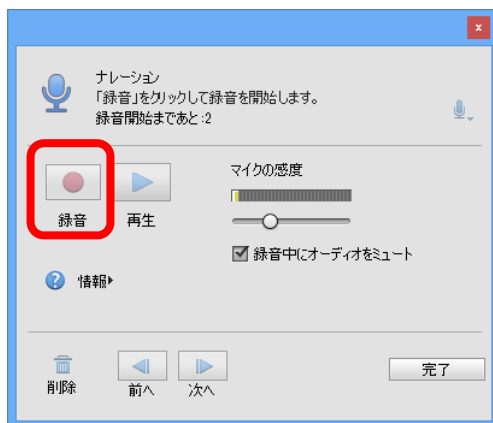 x
ナレーション
「録音」をクリックして録音を開始します。
録音開始まであと:2
マイクの感度
録音 再生
録音中にオーディオをミュート
? 情報
削除 前へ 次へ 完了